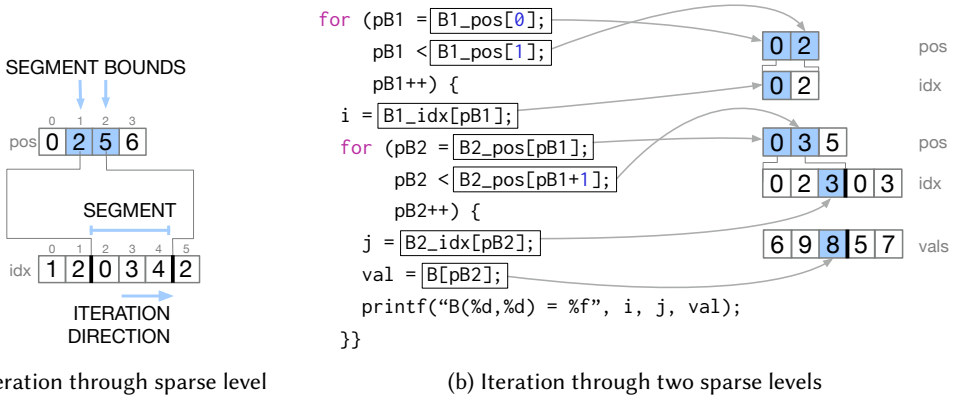 SEGMENT BOUNDS
0 1 2 3
pos 0 2 5 6
SEGMENT
0 1 2 3 4 5
idx 1 2 0 3 4 2
ITERATION
DIRECTION
eration through sparse level
for (pB1 = B1_pos[0];
pB1 < B1_pos[1];
pB1++) {
i = B1_idx[pB1];
for (pB2 = B2_pos[pB1];
pB2 < B2_pos[pB1+1];
pB2++) {
j = B2_idx[pB2];
val = B[pB2];
printf(“B(%d,%d) = %f”, i, j, val);
}}
0 2 pos
0 2 idx
0 3 5 pos
0 2 3 0 3 idx
6 9 8 5 7 vals
(b) Iteration through two sparse levels